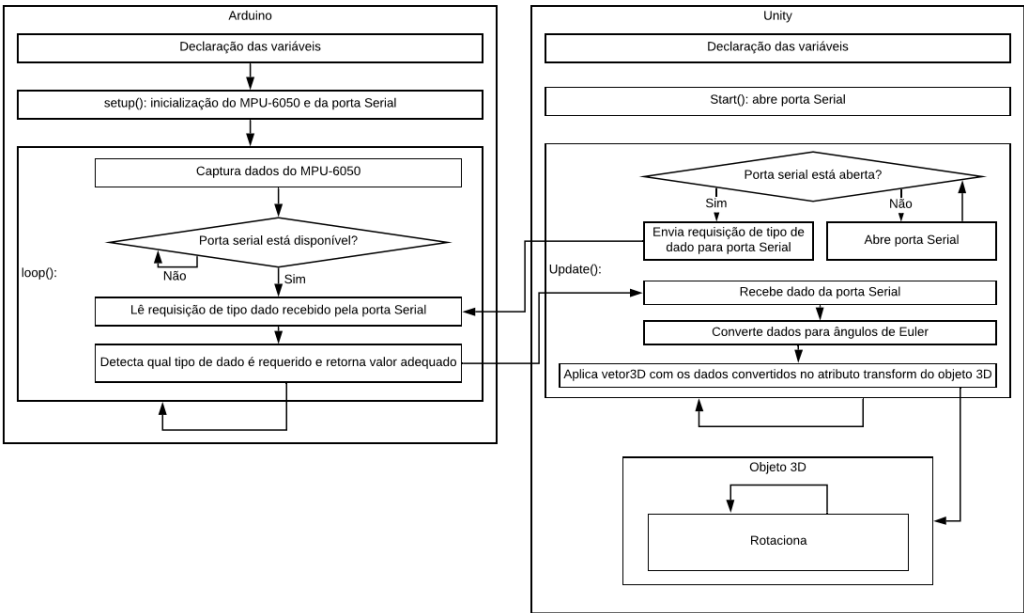 Arduino
Declaração das variáveis
setup(): inicialização do MPU-6050 e da porta Serial
loop():
Captura dados do MPU-6050
Porta serial está disponível?
Não
Sim
Lê requisição de tipo dado recebido pela porta Serial
Detecta qual tipo de dado é requerido e retorna valor adequado
Unity
Declaração das variáveis
Start(): abre porta Serial
Update():
Porta serial está aberta?
Sim
Não
Envia requisição de tipo de
dado para porta Serial
Abre porta Serial
Recebe dado da porta Serial
Converte dados para ângulos de Euler
Aplica vetor3D com os dados convertidos no atributo transform do objeto 3D
Objeto 3D
Rotaciona